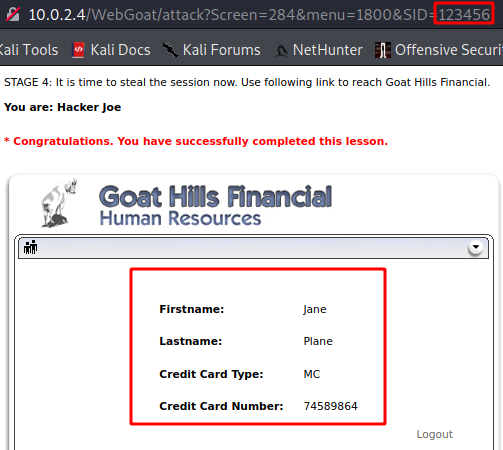 10.0.2.4/WebGoat/attack?Screen=284&menu=1800&SID=123456
Kali Tools Kali Docs Kali Forums NetHunter Offensive Securi
STAGE 4: It is time to steal the session now. Use following link to reach Goat Hills Financial.
You are: Hacker Joe
* Congratulations. You have successfully completed this lesson.
Goat Hills Financial
Human Resources
Firstname: Jane
Lastname: Plane
Credit Card Type: MC
Credit Card Number: 74589864
Logout